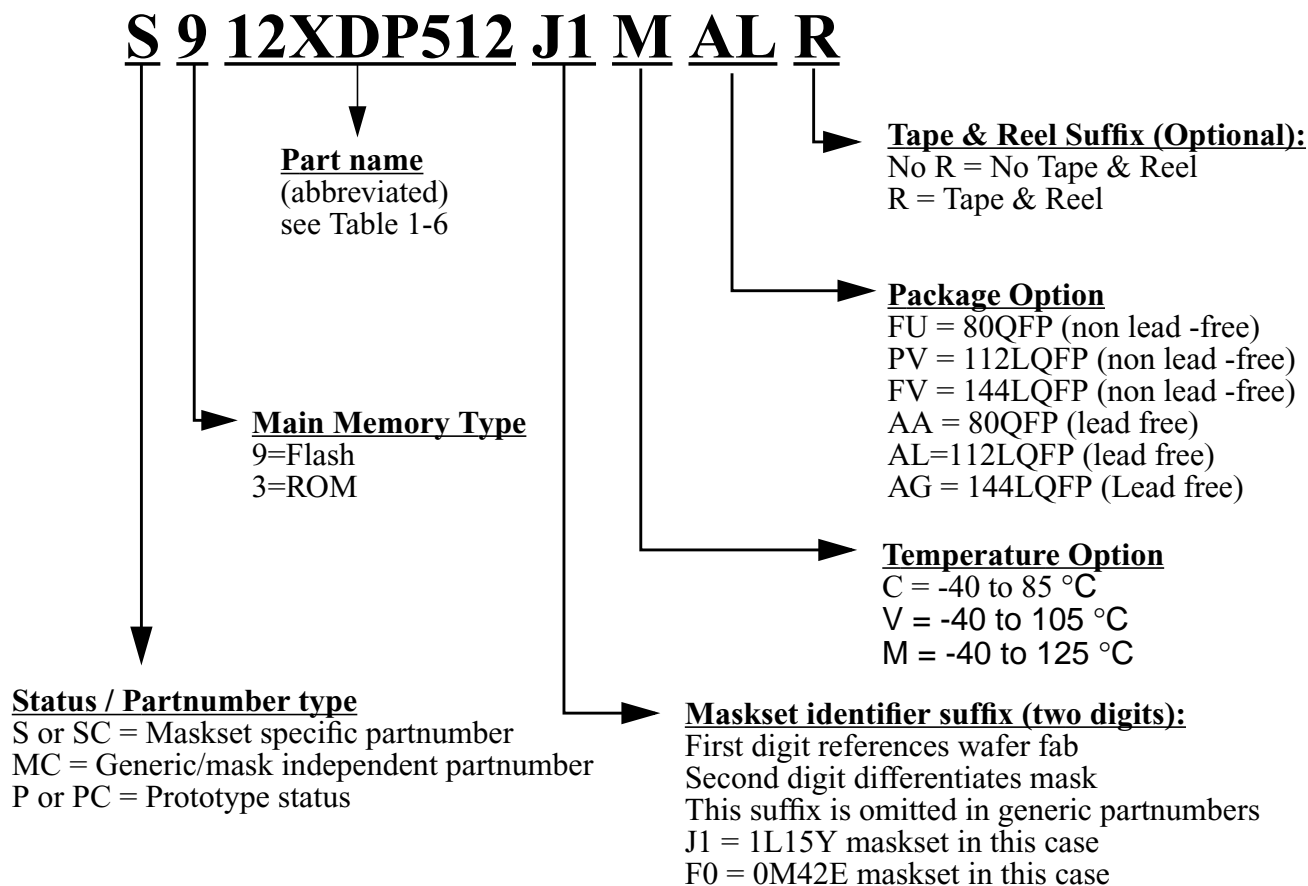 S 9 12XDP512 J1 M AL R
Tape & Reel Suffix (Optional):
No R = No Tape & Reel
R = Tape & Reel
Part name
(abbreviated)
see Table 1-6
Package Option
FU = 80QFP (non lead -free)
PV = 112LQFP (non lead -free)
FV = 144LQFP (non lead -free)
AA = 80QFP (lead free)
AL=112LQFP (lead free)
AG = 144LQFP (Lead free)
Main Memory Type
9=Flash
3=ROM
Temperature Option
C = -40 to 85 °C
V = -40 to 105 °C
M = -40 to 125 °C
Status / Partnumber type
S or SC = Maskset specific partnumber
MC = Generic/mask independent partnumber
P or PC = Prototype status
Maskset identifier suffix (two digits):
First digit references wafer fab
Second digit differentiates mask
This suffix is omitted in generic partnumbers
J1 = 1L15Y maskset in this case
F0 = 0M42E maskset in this case